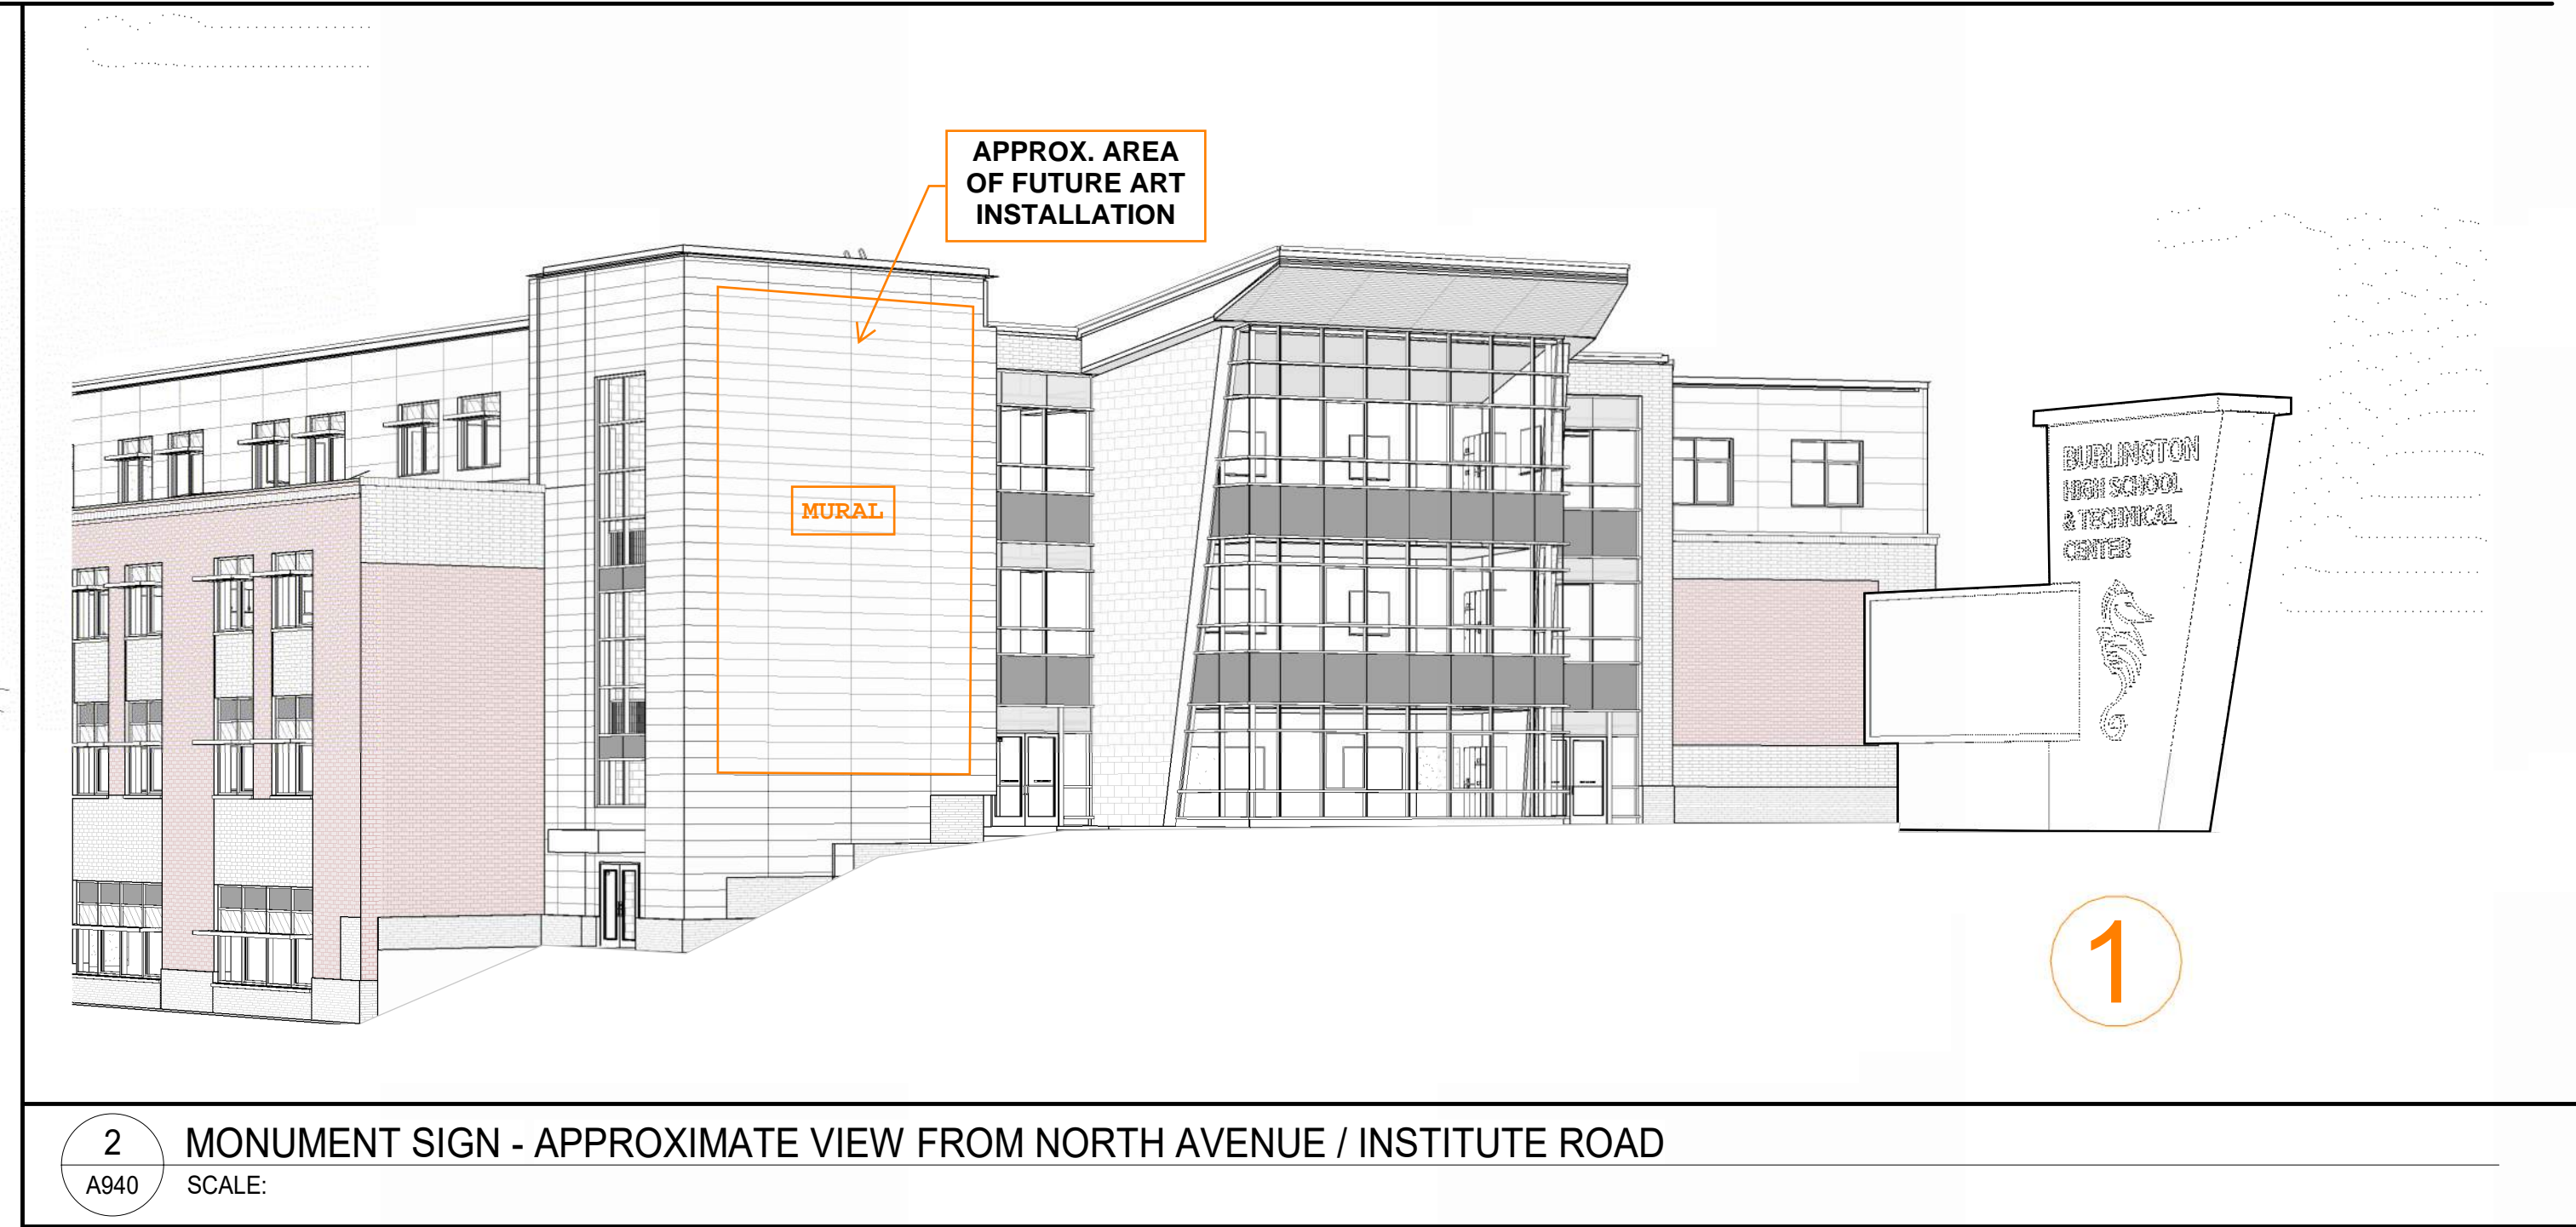 APPROX. AREA
OF FUTURE ART
INSTALLATION
MURAL
BURLINGTON
HIGH SCHOOL
& TECHNICAL
CENTER
1
2
A940
MONUMENT SIGN - APPROXIMATE VIEW FROM NORTH AVENUE / INSTITUTE ROAD
SCALE: